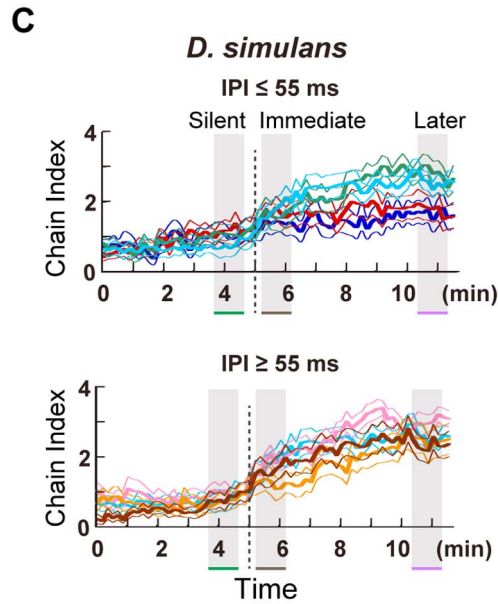 C
D. simulans
IPI ≤ 55 ms
Silent Immediate Later
Chain Index
4
2
0
0 2 4 6 8 10 (min)
IPI ≥ 55 ms
Chain Index
4
2
0
0 2 4 6 8 10 (min)
Time